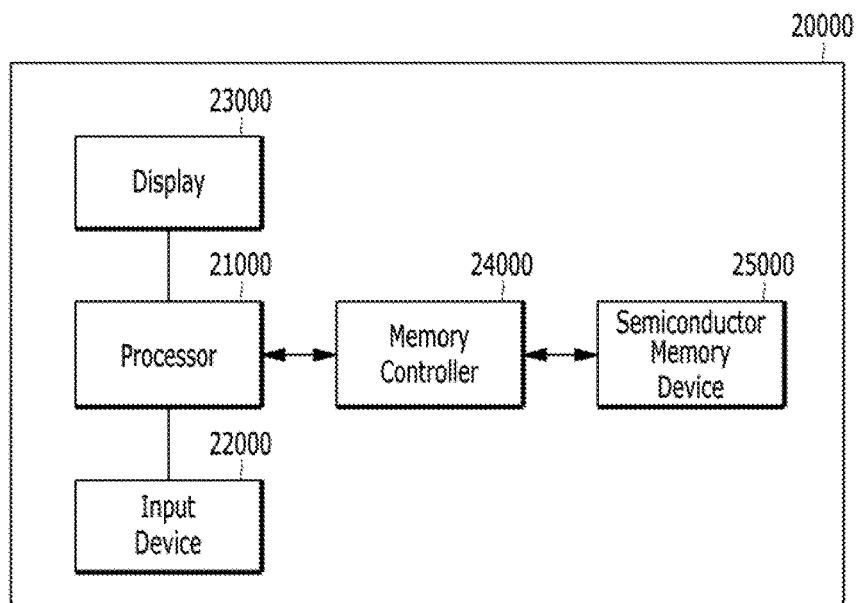 20000
23000
Display
21000
Processor
24000
Memory
Controller
25000
Semiconductor
Memory
Device
22000
Input
Device